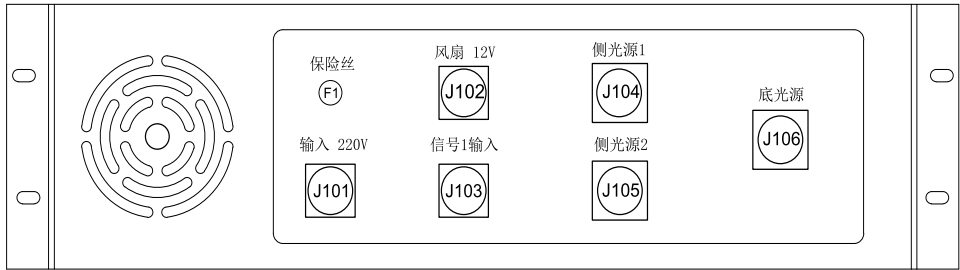 保险丝
F1
风扇 12V
J102
侧光源1
J104
底光源
J106
输入 220V
J101
信号1输入
J103
侧光源2
J105